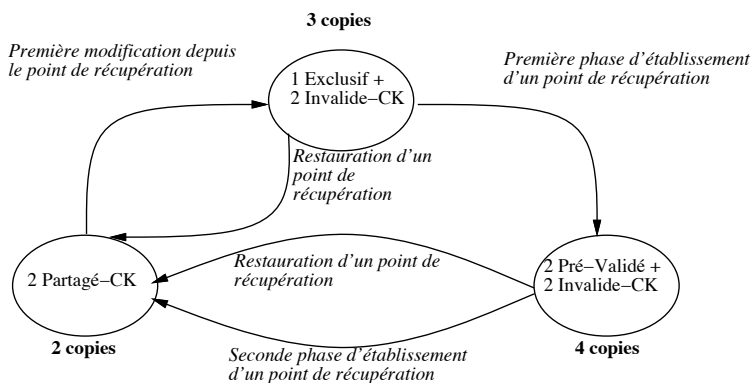 3 copies
Première modification depuis
le point de récupération
1 Exclusif +
2 Invalide−CK
Première phase d'établissement
d'un point de récupération
Restauration d'un
point de
récupération
2 Partagé−CK
2 copies
Restauration d'un point de
récupération
2 Pré−Validé +
2 Invalide−CK
4 copies
Seconde phase d'établissement
d'un point de récupération